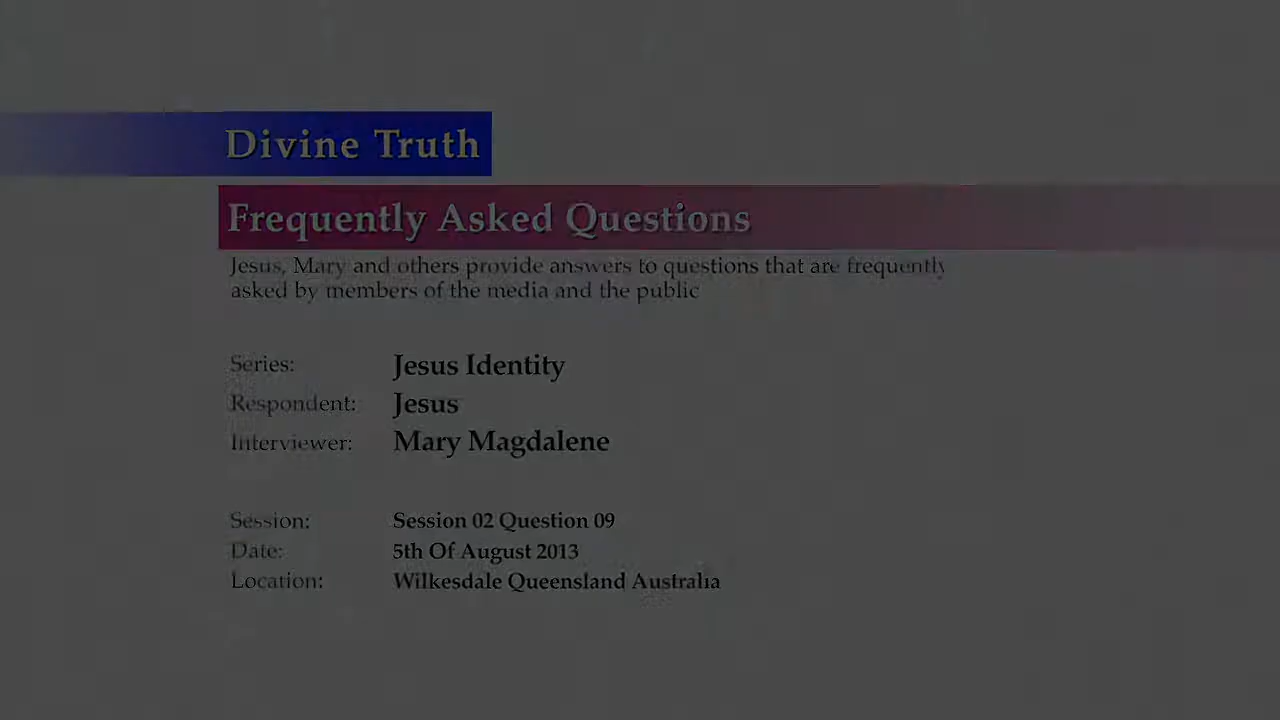 Divine Truth
Frequently Asked Questions
Jesus, Mary and others provide answers to questions that are frequently
asked by members of the media and the public
Series: Jesus Identity
Respondent: Jesus
Interviewer: Mary Magdalene
Session: Session 02 Question 09
Date: 5th Of August 2013
Location: Wilkesdale Queensland Australia